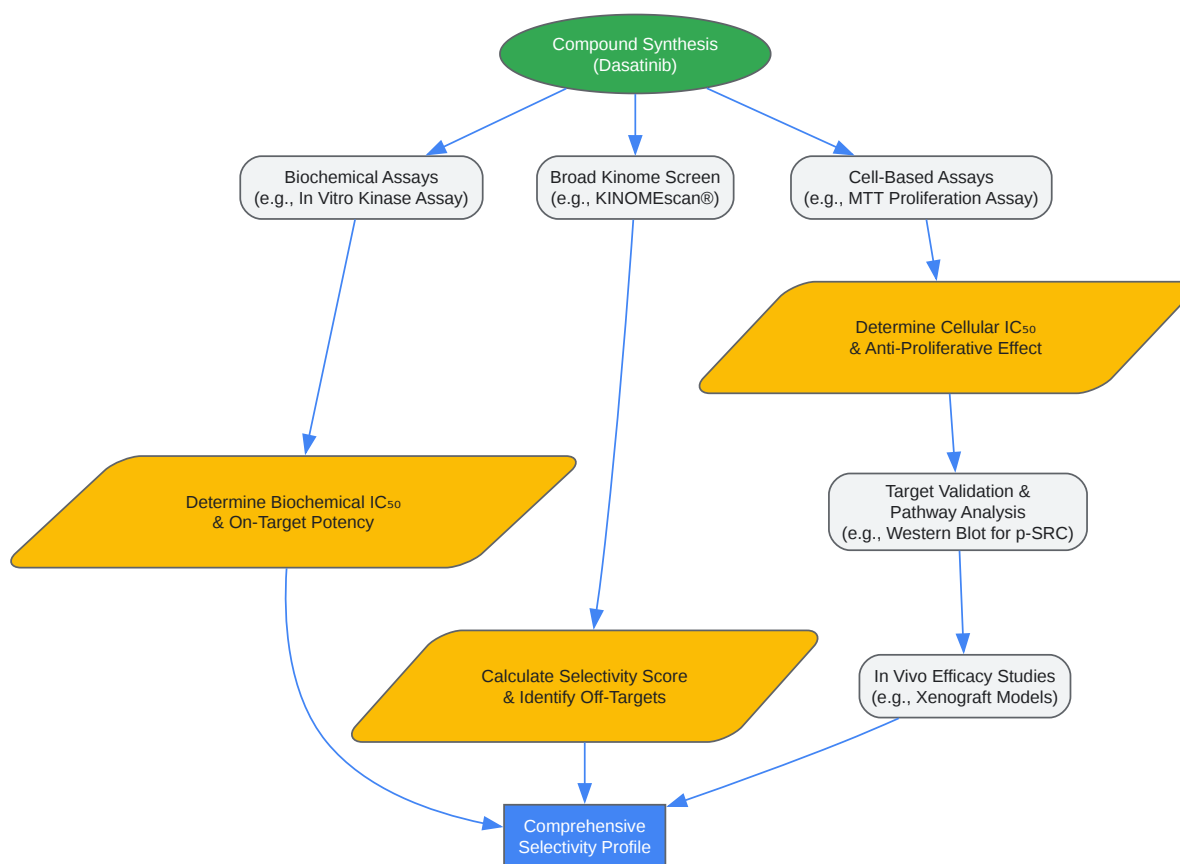 Compound Synthesis
(Dasatinib)
Biochemical Assays
(e.g., In Vitro Kinase Assay)
Broad Kinome Screen
(e.g., KINOMEscan®)
Cell-Based Assays
(e.g., MTT Proliferation Assay)
Determine Cellular IC₅₀
& Anti-Proliferative Effect
Determine Biochemical IC₅₀
& On-Target Potency
Target Validation &
Pathway Analysis
(e.g., Western Blot for p-SRC)
Calculate Selectivity Score
& Identify Off-Targets
In Vivo Efficacy Studies
(e.g., Xenograft Models)
Comprehensive
Selectivity Profile